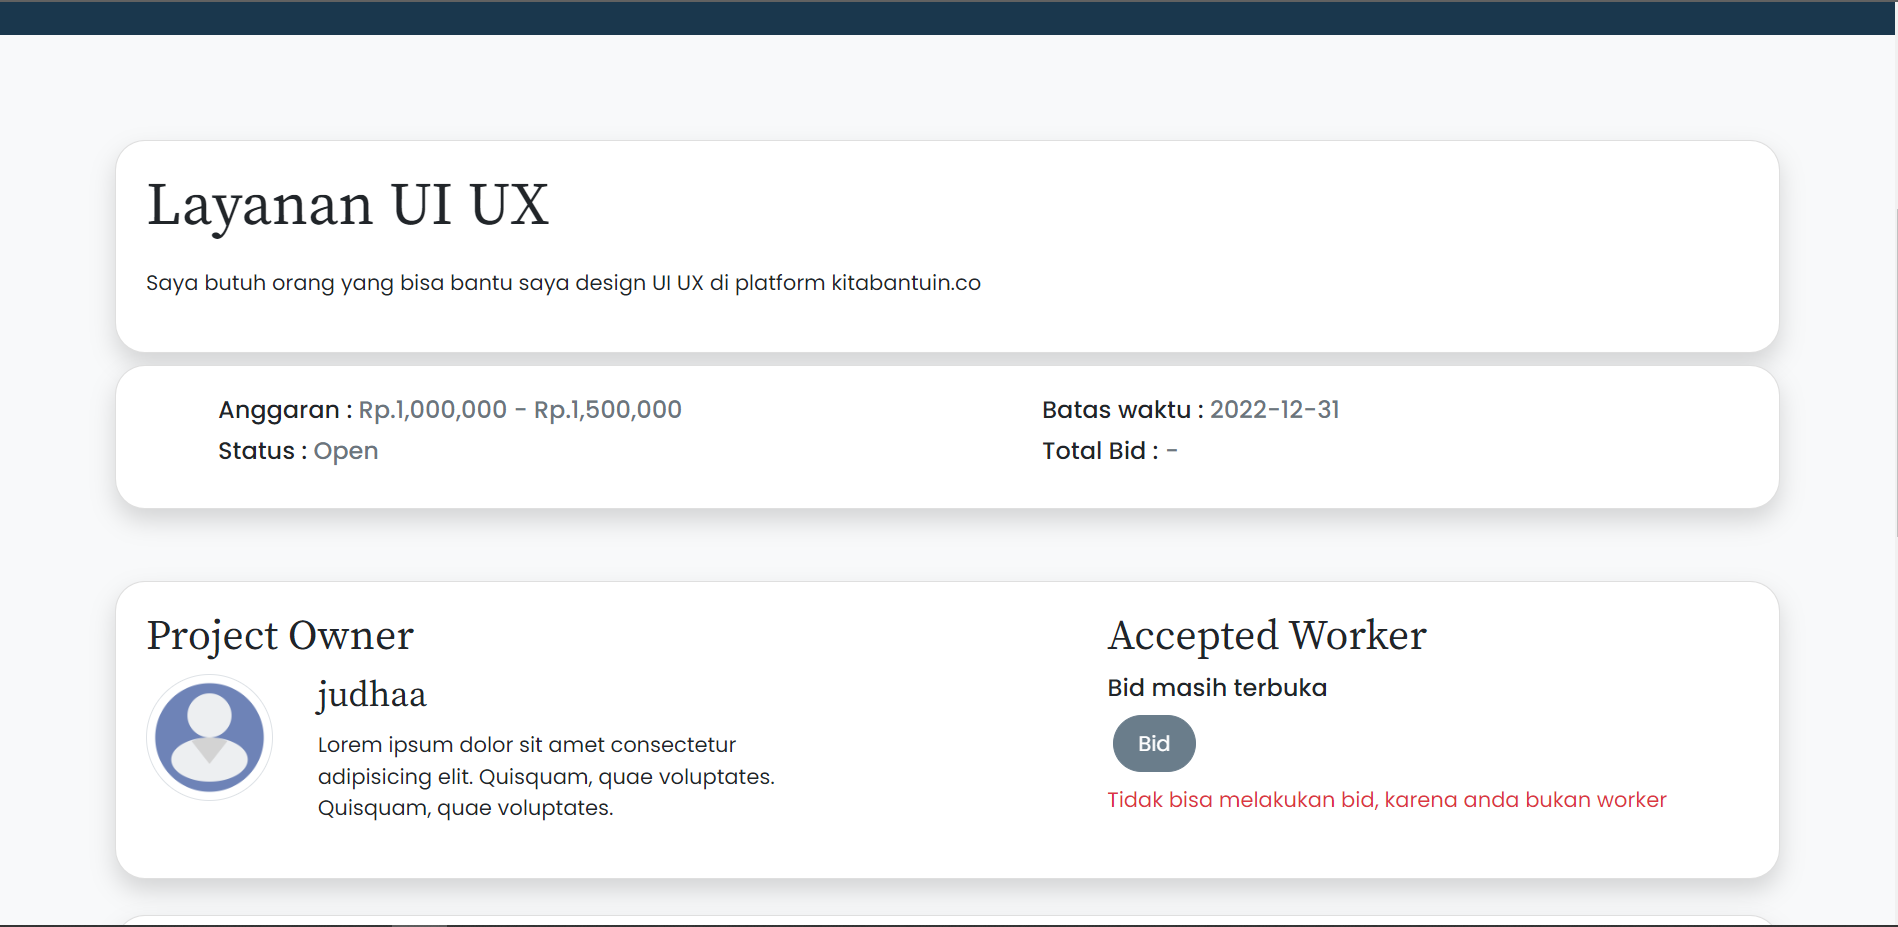 Layanan UI UX
Saya butuh orang yang bisa bantu saya design UI UX di platform kitabantuin.co
Anggaran : Rp.1,000,000 - Rp.1,500,000
Batas waktu : 2022-12-31
Status : Open
Total Bid : -
Project Owner
judhaa
Lorem ipsum dolor sit amet consectetur
adipisicing elit. Quisquam, quae voluptates.
Quisquam, quae voluptates.
Accepted Worker
Bid masih terbuka
Bid
Tidak bisa melakukan bid, karena anda bukan worker